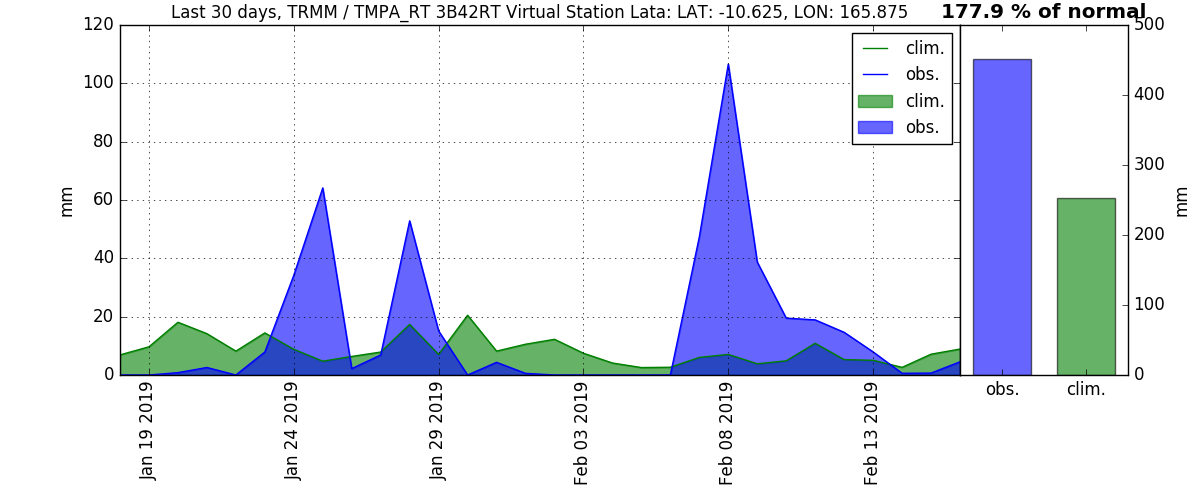 Last 30 days, TRMM / TMPA_RT 3B42RT Virtual Station Lata: LAT: -10.625, LON: 165.875
177.9 % of normal
120
100
80
60
40
20
0
mm
clim.
obs.
clim.
obs.
Jan 19 2019
Jan 24 2019
Jan 29 2019
Feb 03 2019
Feb 08 2019
Feb 13 2019
500
400
300
200
100
0
mm
obs.
clim.